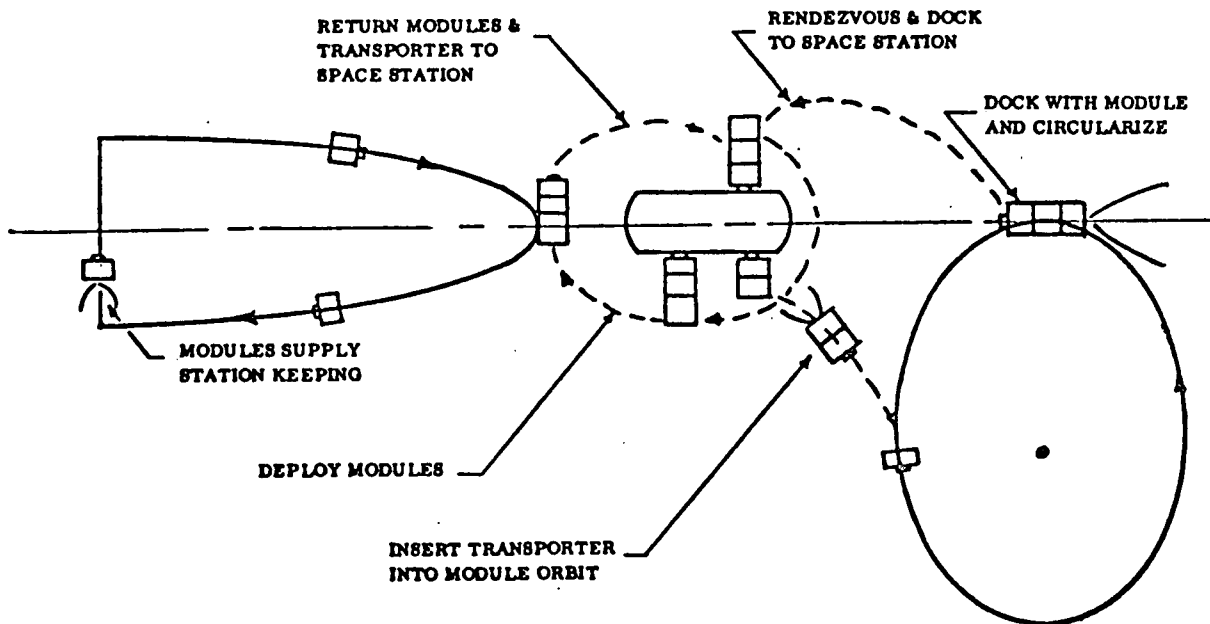 RETURN MODULES &
TRANSPORTER TO
SPACE STATION
RENDEZVOUS & DOCK
TO SPACE STATION
DOCK WITH MODULE
AND CIRCULARIZE
MODULES SUPPLY
STATION KEEPING
DEPLOY MODULES
INSERT TRANSPORTER
INTO MODULE ORBIT